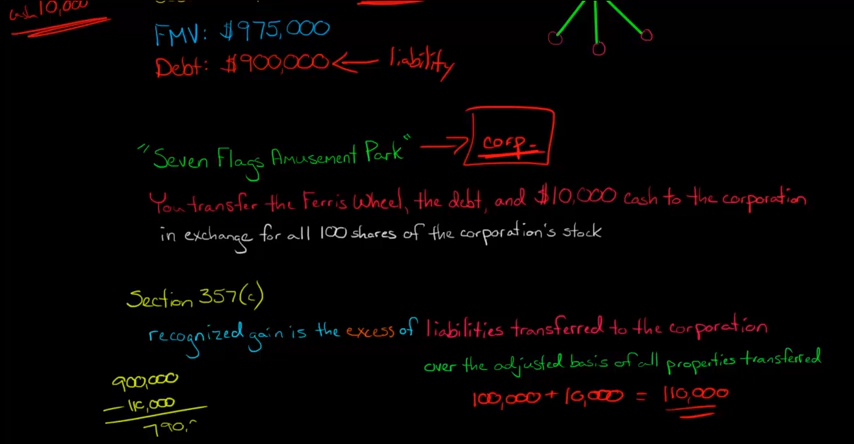 cash 10,000
FMV: $975,000
Debt: $900,000 ← liability
"Seven Flags Amusement Park" → corp.
You transfer the Ferris Wheel, the debt, and $10,000 cash to the corporation
in exchange for all 100 shares of the corporation's stock
Section 357(c)
recognized gain is the excess of liabilities transferred to the corporation
over the adjusted basis of all properties transferred
100,000 + 10,000 = 110,000
900,000
- 110,000
790,